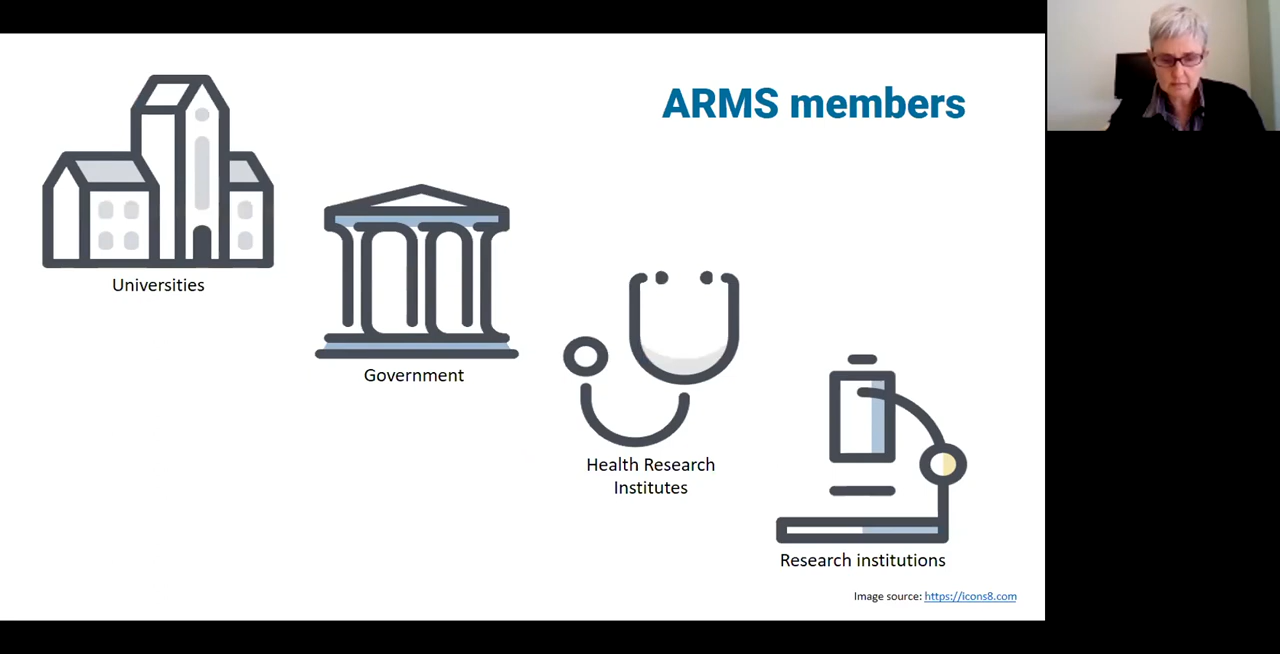 ARMS members
Universities
Government
Health Research
Institutes
Research institutions
Image source: https://icons8.com